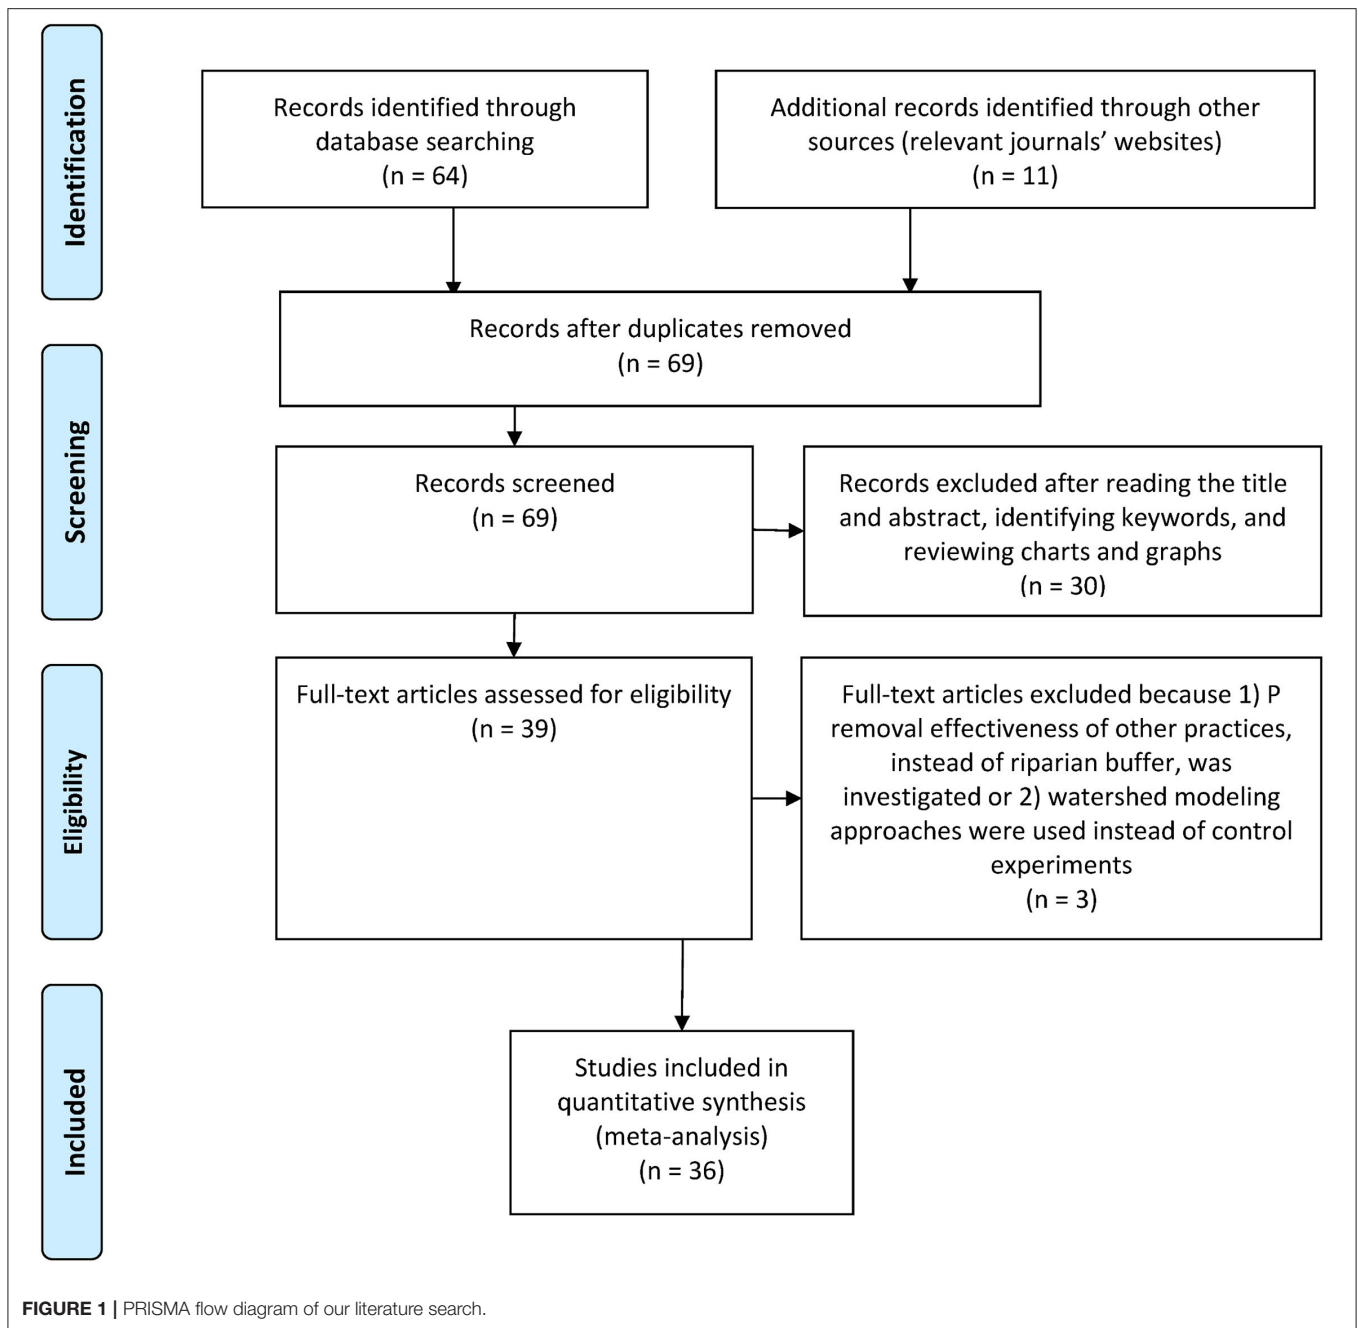 Identification
Records identified through
database searching
(n = 64)
Additional records identified through other
sources (relevant journals’ websites)
(n = 11)
Records after duplicates removed
(n = 69)
Screening
Records screened
(n = 69)
Records excluded after reading the title
and abstract, identifying keywords, and
reviewing charts and graphs
(n = 30)
Eligibility
Full-text articles assessed for eligibility
(n = 39)
Full-text articles excluded because 1) P
removal effectiveness of other practices,
instead of riparian buffer, was
investigated or 2) watershed modeling
approaches were used instead of control
experiments
(n = 3)
Included
Studies included in
quantitative synthesis
(meta-analysis)
(n = 36)
FIGURE 1 | PRISMA flow diagram of our literature search.